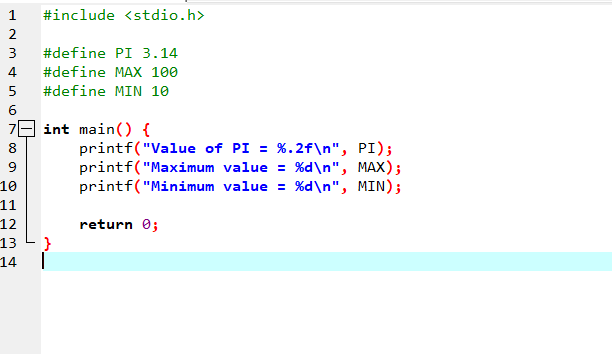 1 #include <stdio.h>
2
3 #define PI 3.14
4 #define MAX 100
5 #define MIN 10
6
7 int main() {
8     printf("Value of PI = %.2f\n", PI);
9     printf("Maximum value = %d\n", MAX);
10     printf("Minimum value = %d\n", MIN);
11
12     return 0;
13 }
14